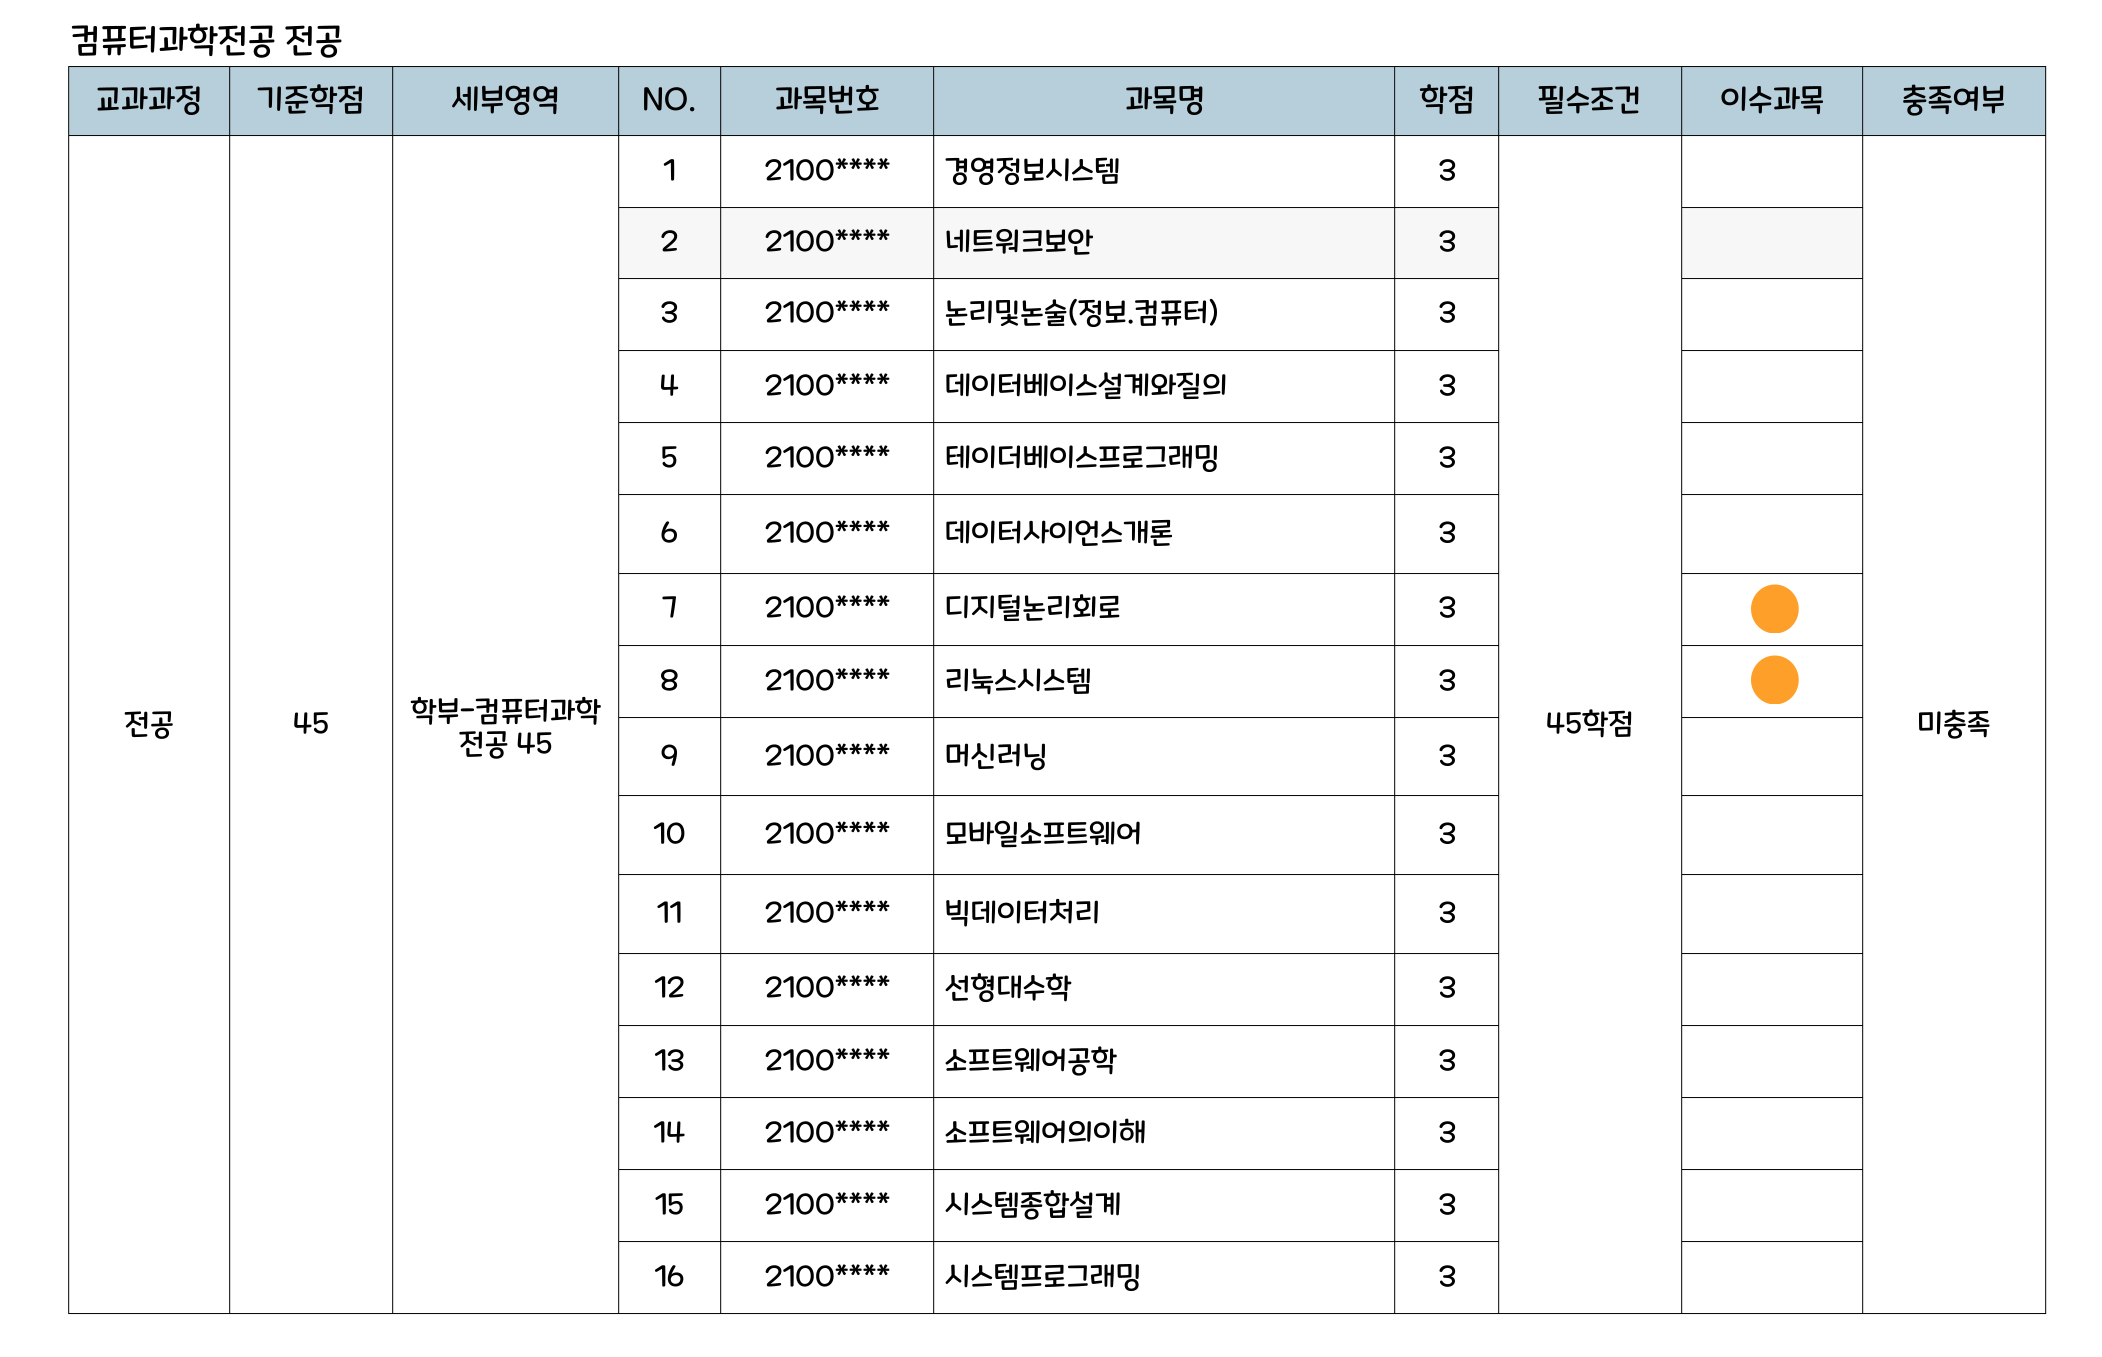 컴퓨터과학전공 전공
교과과정 기준학점 세부영역 NO. 과목번호 과목명 학점 필수조건 이수과목 충족여부
1 2100**** 경영정보시스템 3
2 2100**** 네트워크보안 3
3 2100**** 논리및논술(정보.컴퓨터) 3
4 2100**** 데이터베이스설계와질의 3
5 2100**** 테이더베이스프로그래밍 3
6 2100**** 데이터사이언스개론 3
7 2100**** 디지털논리회로 3
8 2100**** 리눅스시스템 3
전공 45 학부-컴퓨터과학 45학점 미충족
전공 45
9 2100**** 머신러닝 3
10 2100**** 모바일소프트웨어 3
11 2100**** 빅데이터처리 3
12 2100**** 선형대수학 3
13 2100**** 소프트웨어공학 3
14 2100**** 소프트웨어의이해 3
15 2100**** 시스템종합설계 3
16 2100**** 시스템프로그래밍 3